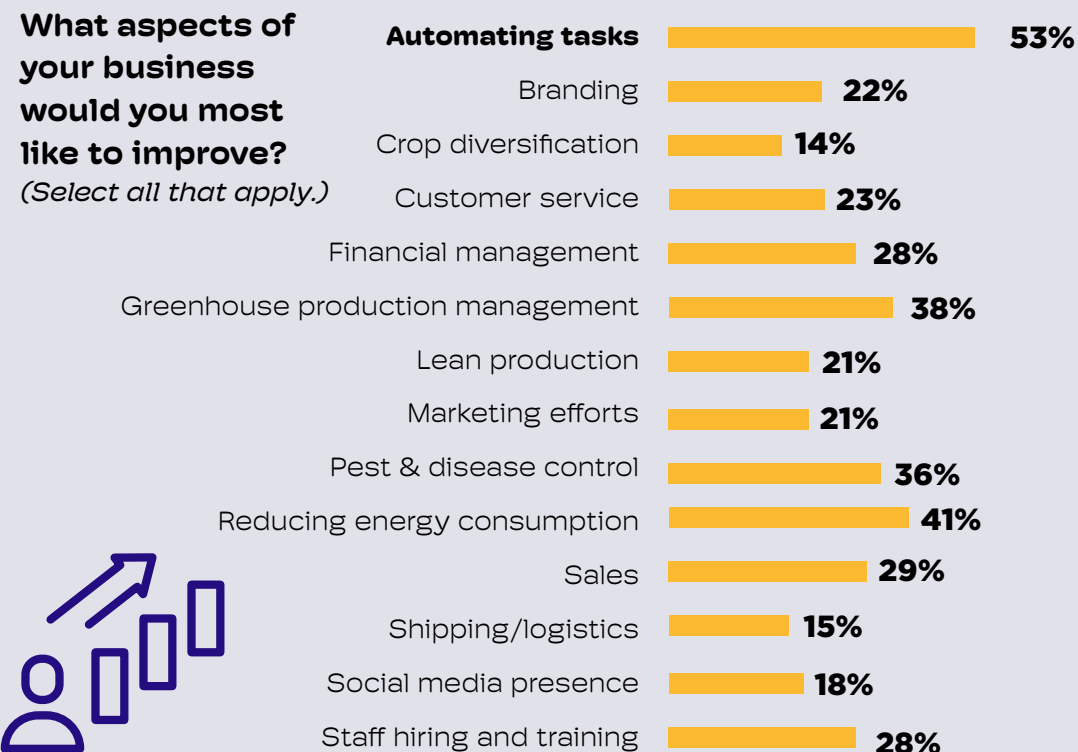 What aspects of
your business
would you most
like to improve?
(Select all that apply.)
Automating tasks 53%
Branding 22%
Crop diversification 14%
Customer service 23%
Financial management 28%
Greenhouse production management 38%
Lean production 21%
Marketing efforts 21%
Pest & disease control 36%
Reducing energy consumption 41%
Sales 29%
Shipping/logistics 15%
Social media presence 18%
Staff hiring and training 28%